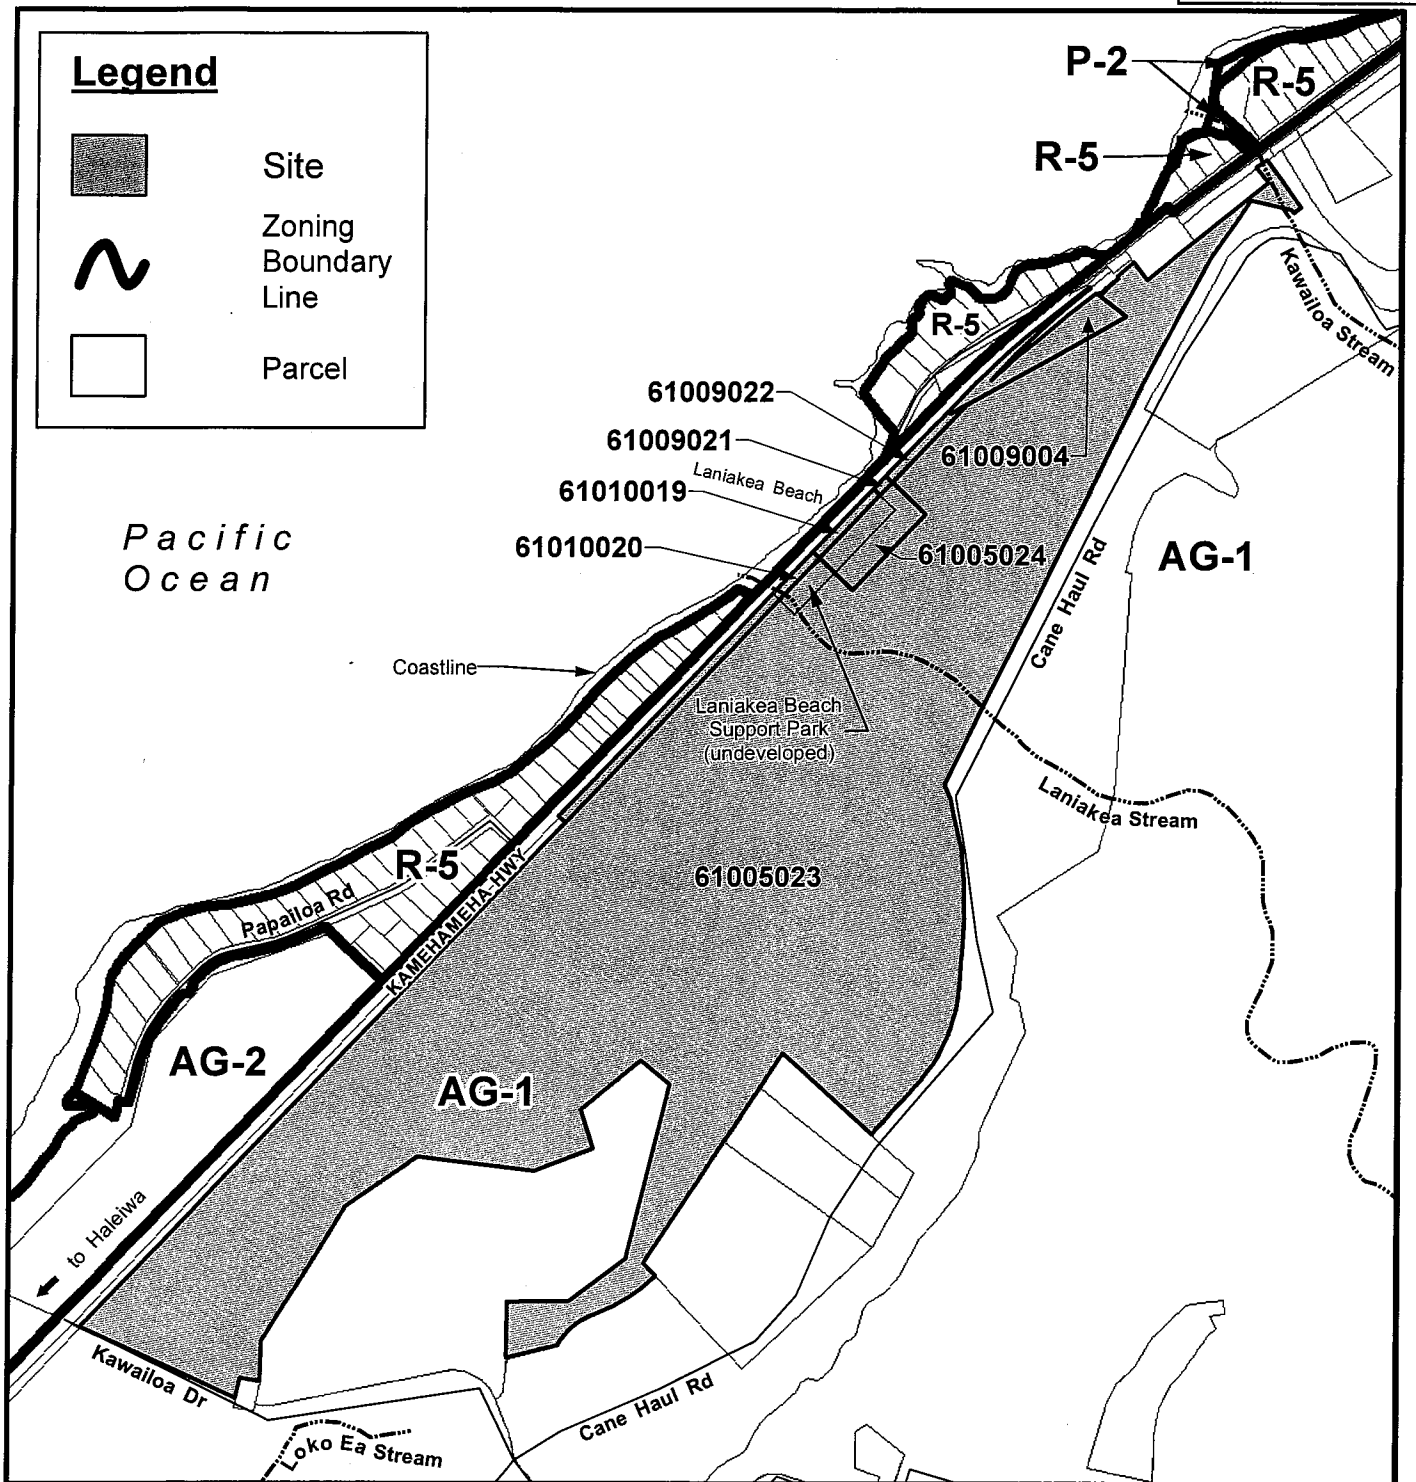 Legend
Site
Zoning
Boundary
Line
Parcel
P-2
R-5
R-5
Kawailoa Stream
R-5
61009022
61009021
61009004
Laniakea Beach
61010019
61010020
61005024
Pacific
Ocean
AG-1
Cane Haul Rd
Coastline
Laniakea Beach
Support Park
(undeveloped)
Laniakea Stream
61005023
R-5
Papailoa Rd
KAMEHAMEHA HWY
AG-2
AG-1
to Haleiwa
Kawailoa Dr
Cane Haul Rd
Loko Ea Stream